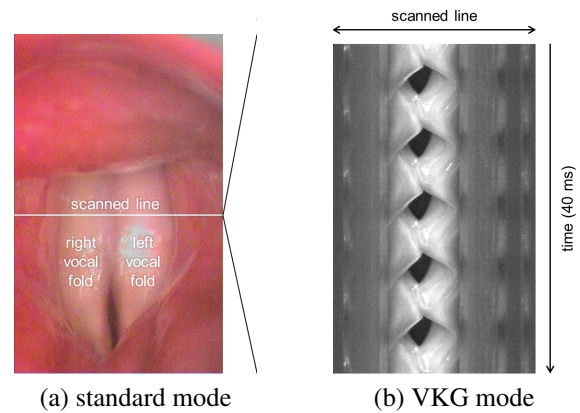 scanned line
right
vocal
fold
left
vocal
fold
(a) standard mode
scanned line
time (40 ms)
(b) VKG mode